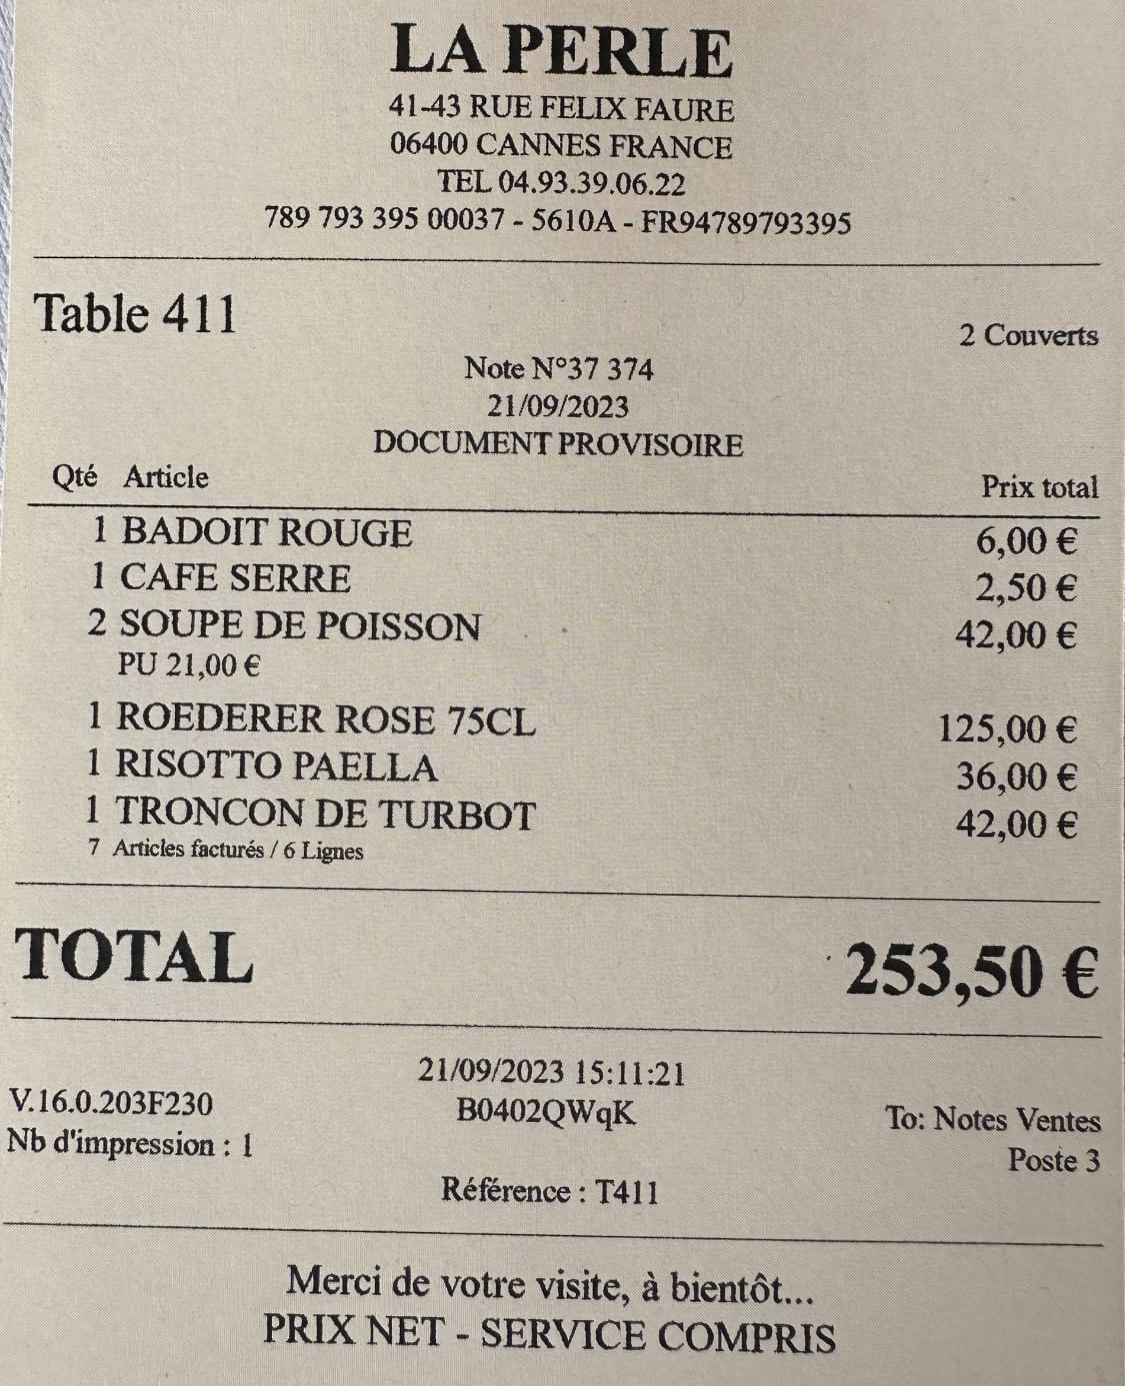 LA PERLE
41-43 RUE FELIX FAURE
06400 CANNES FRANCE
TEL 04.93.39.06.22
789 793 395 00037 - 5610A - FR94789793395
Table 411
2 Couverts
Note N°37 374
21/09/2023
DOCUMENT PROVISOIRE
Qté Article Prix total
1 BADOIT ROUGE 6,00 €
1 CAFE SERRE 2,50 €
2 SOUPE DE POISSON 42,00 €
PU 21,00 €
1 ROEDERER ROSE 75CL 125,00 €
1 RISOTTO PAELLA 36,00 €
1 TRONCON DE TURBOT 42,00 €
7 Articles facturés / 6 Lignes
TOTAL 253,50 €
21/09/2023 15:11:21
V.16.0.203F230 B0402QWqK To: Notes Ventes
Nb d'impression : 1 Poste 3
Référence : T411
Merci de votre visite, à bientôt...
PRIX NET - SERVICE COMPRIS